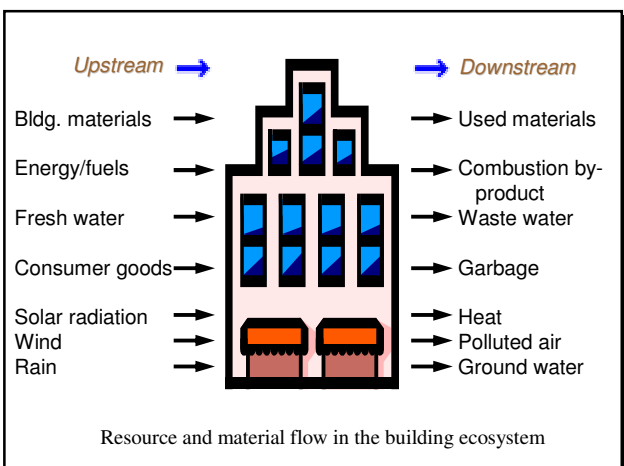 Upstream
Downstream
Bldg. materials
Used materials
Energy/fuels
Combustion by-
product
Fresh water
Waste water
Consumer goods
Garbage
Solar radiation
Heat
Wind
Polluted air
Rain
Ground water
Resource and material flow in the building ecosystem